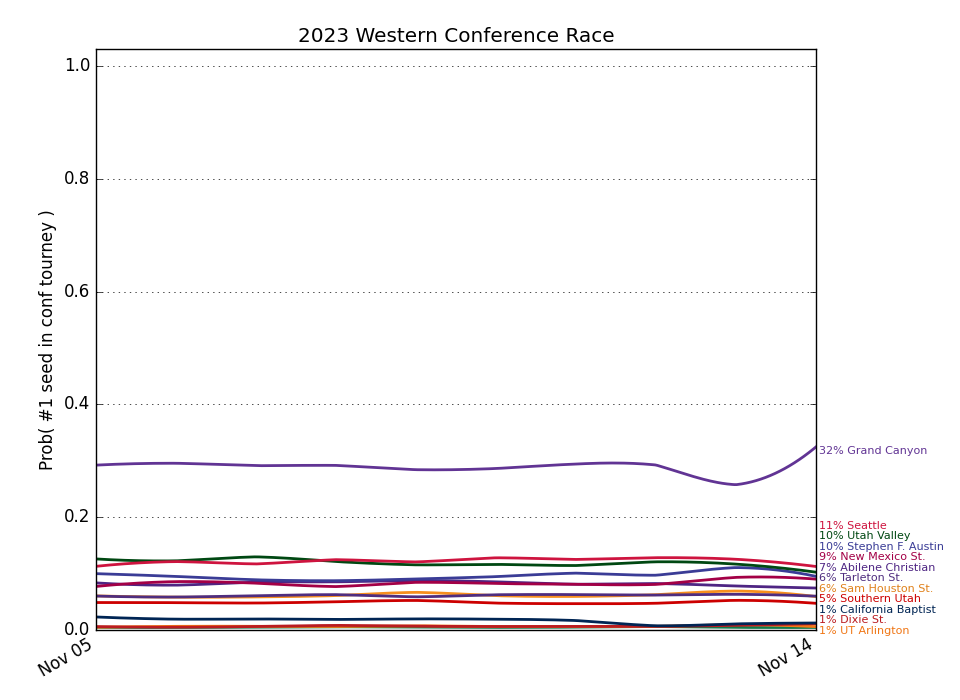 2023 Western Conference Race
Prob( #1 seed in conf tourney )
1.0
0.8
0.6
0.4
0.2
0.0
Nov 05
Nov 14
32% Grand Canyon
11% Seattle
10% Utah Valley
10% Stephen F. Austin
9% New Mexico St.
7% Abilene Christian
6% Tarleton St.
6% Sam Houston St.
5% Southern Utah
1% California Baptist
1% Dixie St.
1% UT Arlington